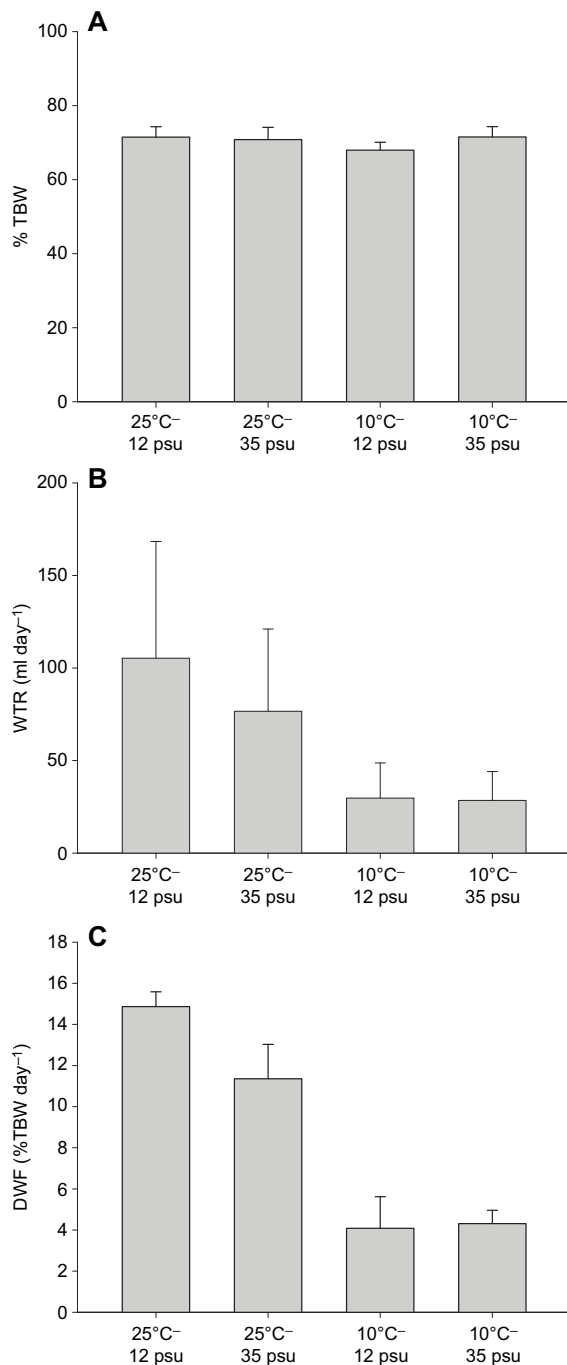 A
100
80
60
40
20
0
% TBW
25°C– 25°C– 10°C– 10°C–
12 psu 35 psu 12 psu 35 psu
B
200
150
100
50
0
WTR (ml day–1)
25°C– 25°C– 10°C– 10°C–
12 psu 35 psu 12 psu 35 psu
C
18
16
14
12
10
8
6
4
2
0
DWF (%TBW day–1)
25°C– 25°C– 10°C– 10°C–
12 psu 35 psu 12 psu 35 psu